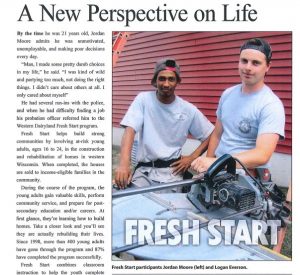 A New Perspective on Life
By the time he was 21 years old, Jordan
Moore admits he was unmotivated,
unemployable, and making poor decisions
every day.
"Man, I made some pretty dumb choices
in my life," he said. "I was kind of wild
and partying too much, not doing the right
things. I didn't care about others at all. I
only cared about myself"
He had several run-ins with the police,
and when he had difficulty finding a job
his probation officer referred him to the
Western Dairyland Fresh Start program.
Fresh Start helps build strong
communities by involving at-risk young
adults, ages 16 to 24, in the construction
and rehabilitation of homes in western
Wisconsin. When completed, the houses
are sold to income-eligible families in the
community.
During the course of the program, the
young adults gain valuable skills, perform
community service, and prepare for post-
secondary education and/or careers. At
first glance, they're learning how to build
homes. Take a closer look and you'll see
they are actually rebuilding their lives.
Since 1998, more than 400 young adults
have gone through the program and 87%
have completed the program successfully.
Fresh Start combines classroom
instruction to help the youth complete
FRESH START
Fresh Start participants Jordan Moore (left) and Logan Everson.